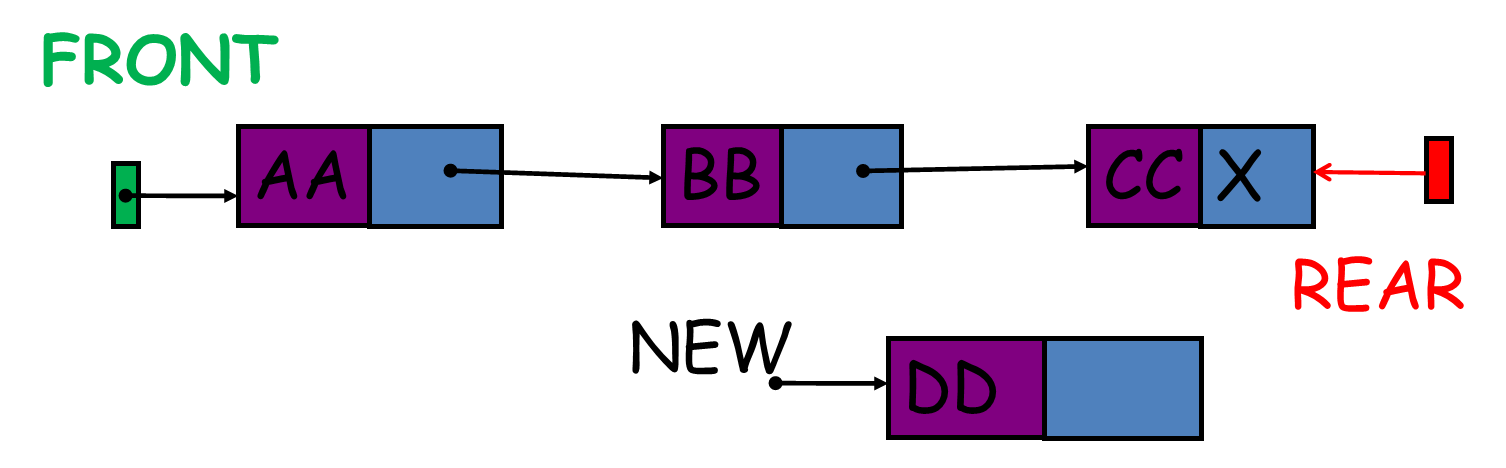 FRONT
AA BB CC X
REAR
NEW
DD